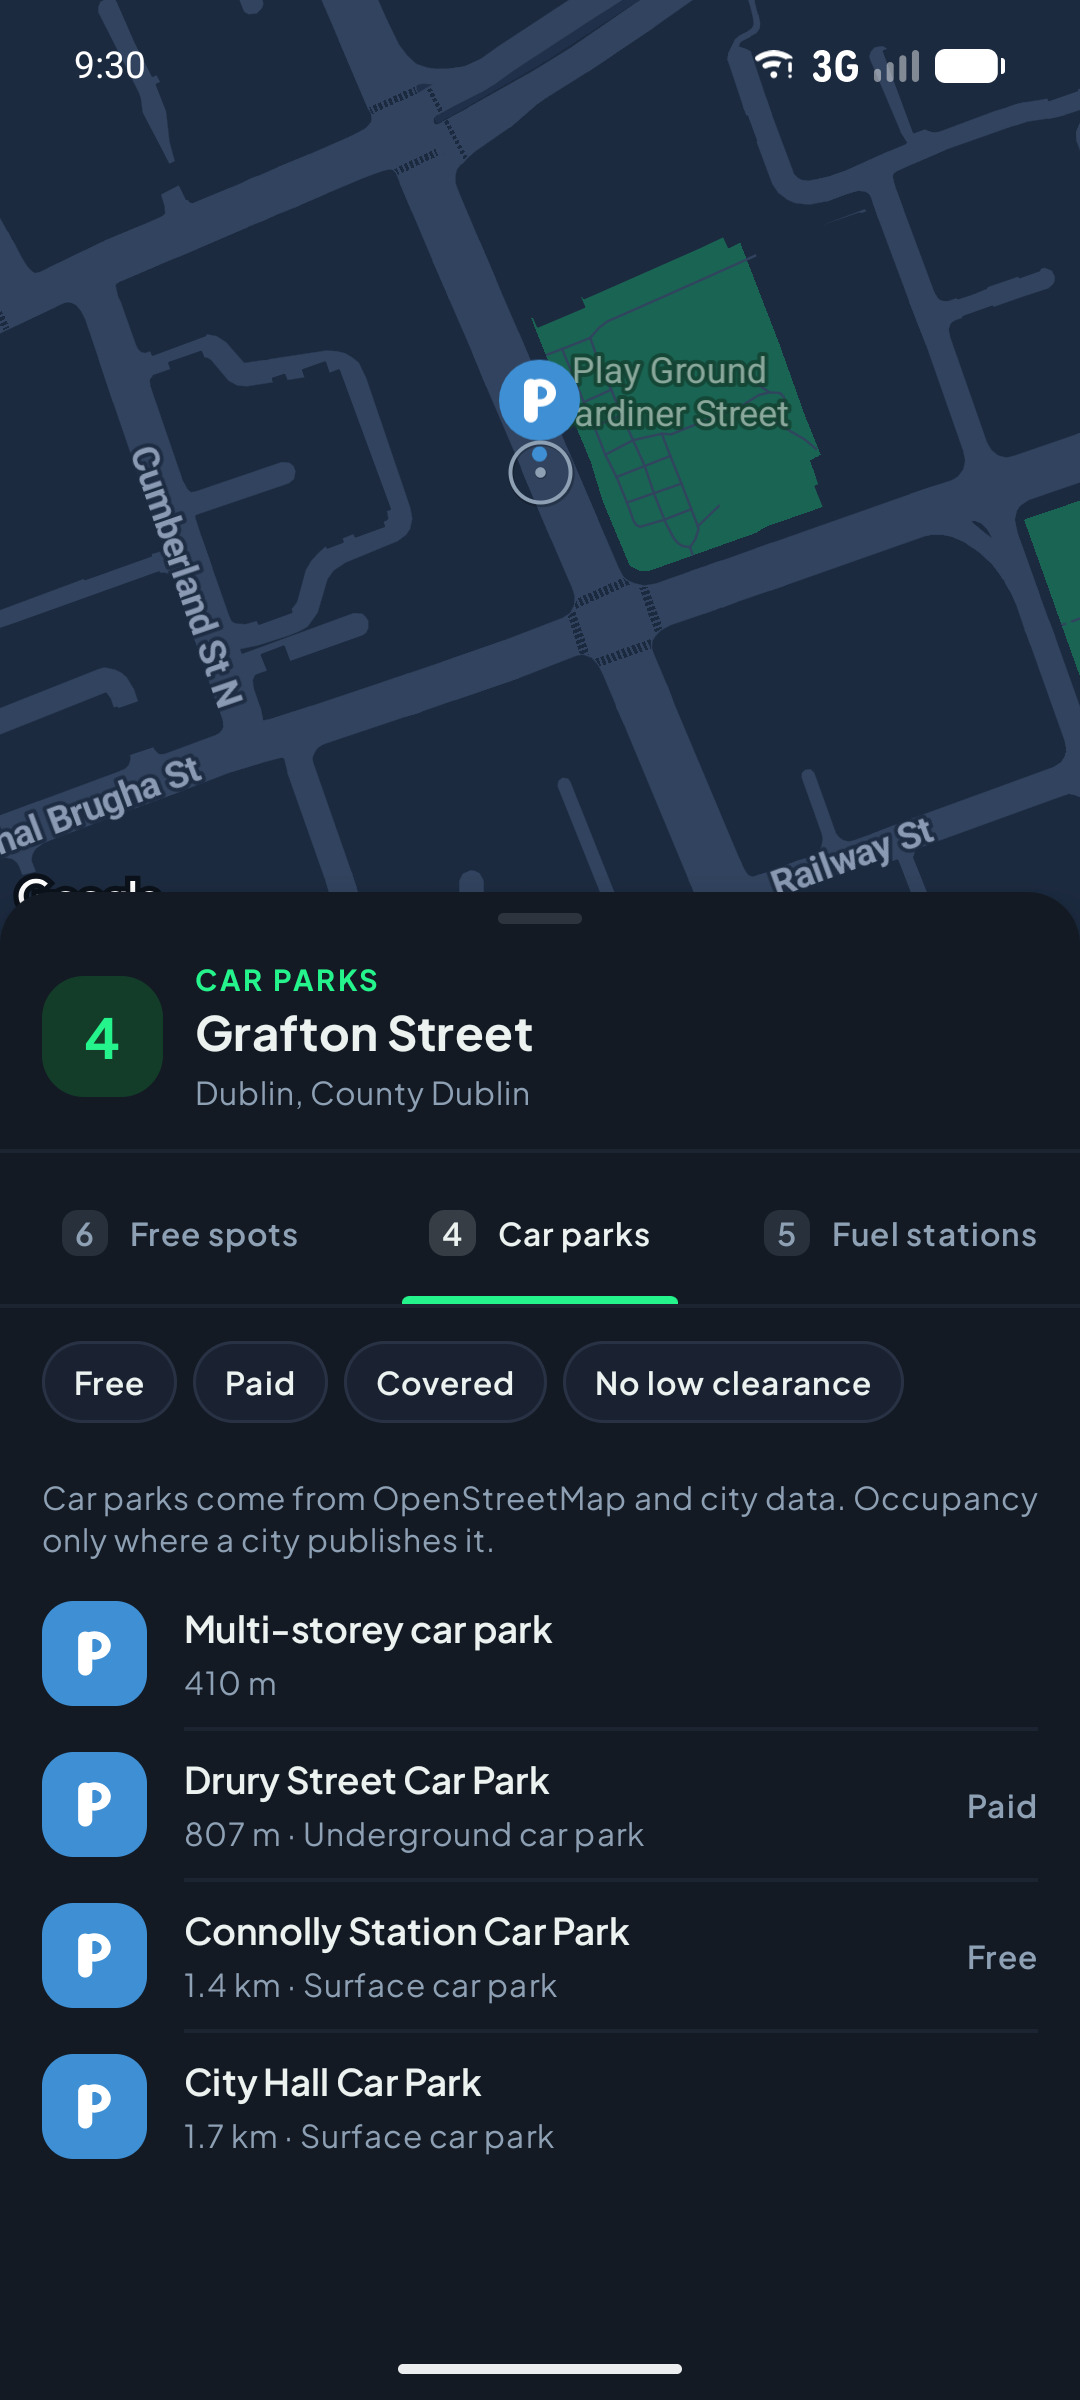 9:30
3G
Play Ground
ardiner Street
Cumberland St N
nal Brugha St
Railway St
Google
CAR PARKS
4
Grafton Street
Dublin, County Dublin
6 Free spots
4 Car parks
5 Fuel stations
Free
Paid
Covered
No low clearance
Car parks come from OpenStreetMap and city data. Occupancy
only where a city publishes it.
P
Multi-storey car park
410 m
P
Drury Street Car Park
807 m · Underground car park
Paid
P
Connolly Station Car Park
1.4 km · Surface car park
Free
P
City Hall Car Park
1.7 km · Surface car park